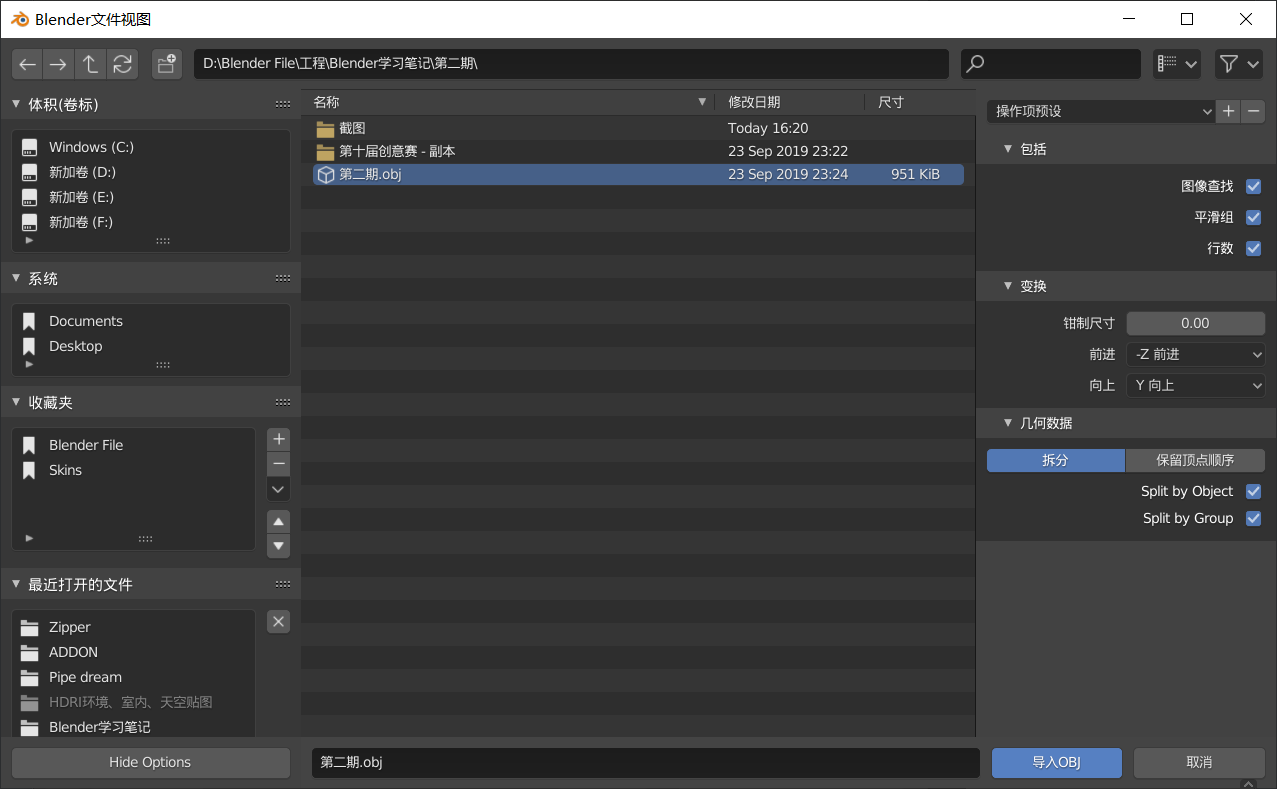 Blender文件视图
D:\Blender File\工程\Blender学习笔记\第二期\
体积(卷标)
Windows (C:)
新加卷 (D:)
新加卷 (E:)
新加卷 (F:)
系统
Documents
Desktop
收藏夹
Blender File
Skins
最近打开的文件
Zipper
ADDON
Pipe dream
HDRI环境、室内、天空贴图
Blender学习笔记
Hide Options
名称 修改日期 尺寸
截图 Today 16:20
第十届创意赛 - 副本 23 Sep 2019 23:22
第二期.obj 23 Sep 2019 23:24 951 KiB
第二期.obj
操作项预设
包括
图像查找
平滑组
行数
变换
钳制尺寸 0.00
前进 -Z 前进
向上 Y 向上
几何数据
拆分 保留顶点顺序
Split by Object
Split by Group
导入OBJ 取消